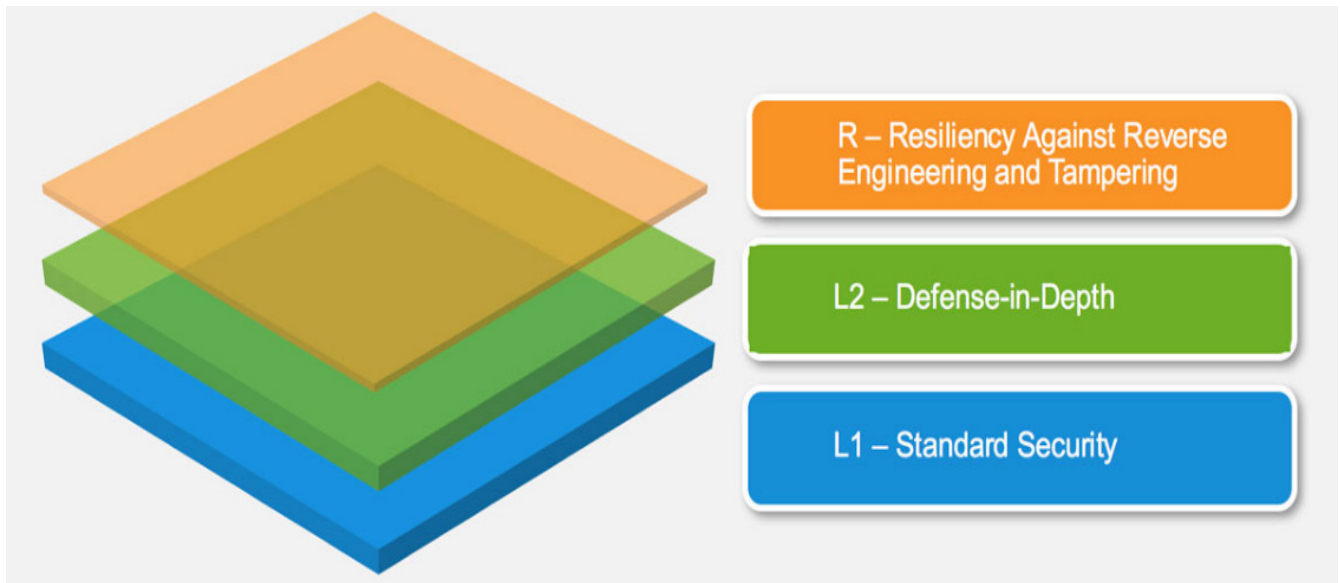 R – Resiliency Against Reverse
Engineering and Tampering
L2 – Defense-in-Depth
L1 – Standard Security